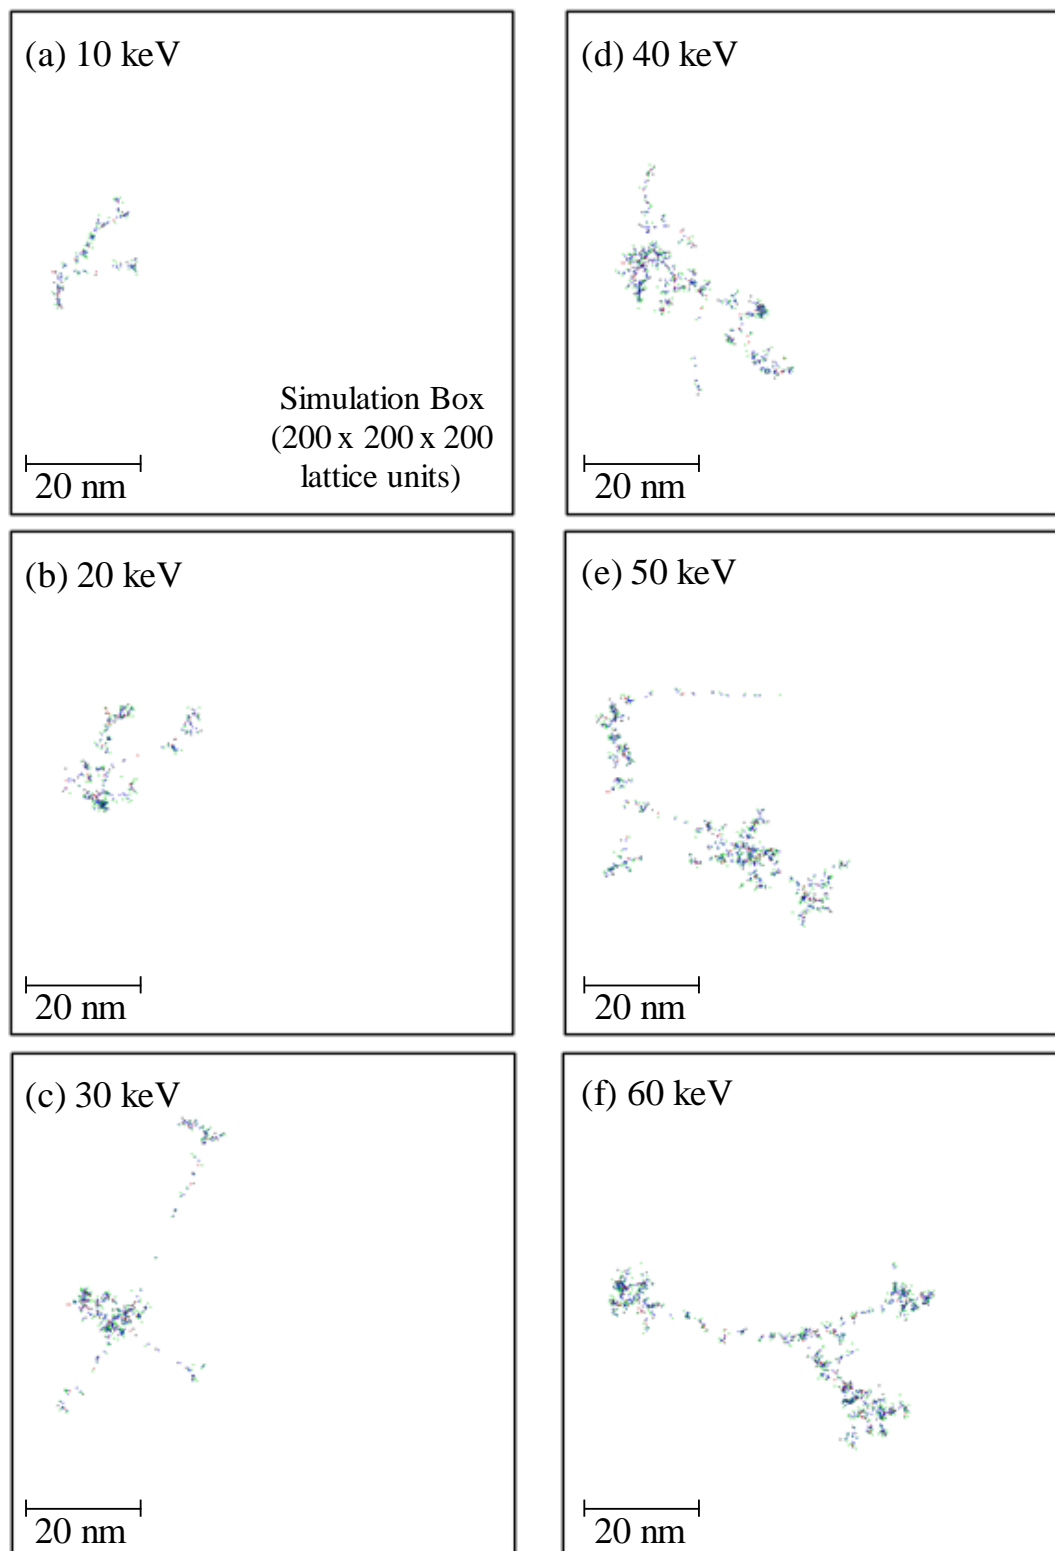 (a) 10 keV
Simulation Box
(200 x 200 x 200
lattice units)
20 nm
(b) 20 keV
20 nm
(c) 30 keV
20 nm
(d) 40 keV
20 nm
(e) 50 keV
20 nm
(f) 60 keV
20 nm